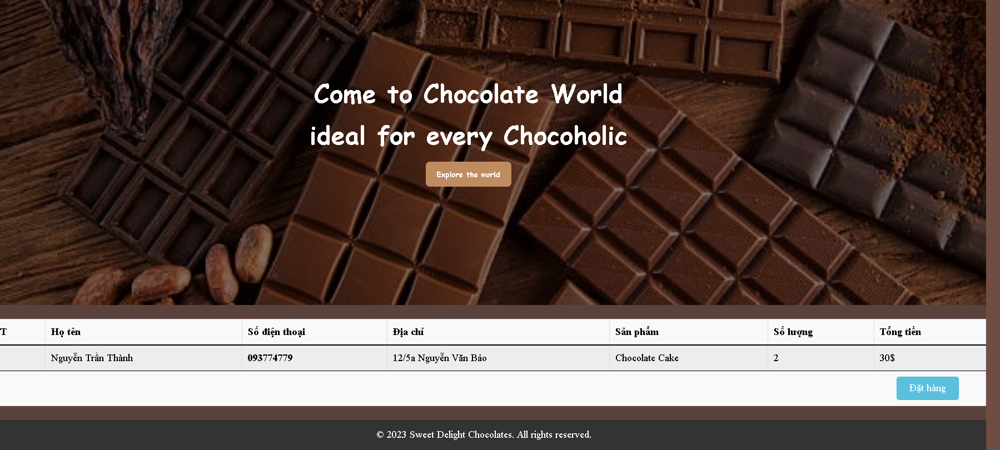 Come to Chocolate World
ideal for every Chocoholic
Explore the world
T Họ tên Số điện thoại Địa chỉ Sản phẩm Số lượng Tổng tiền
Nguyễn Trần Thành 093774779 12/5a Nguyễn Văn Bảo Chocolate Cake 2 30$
Đặt hàng
© 2023 Sweet Delight Chocolates. All rights reserved.